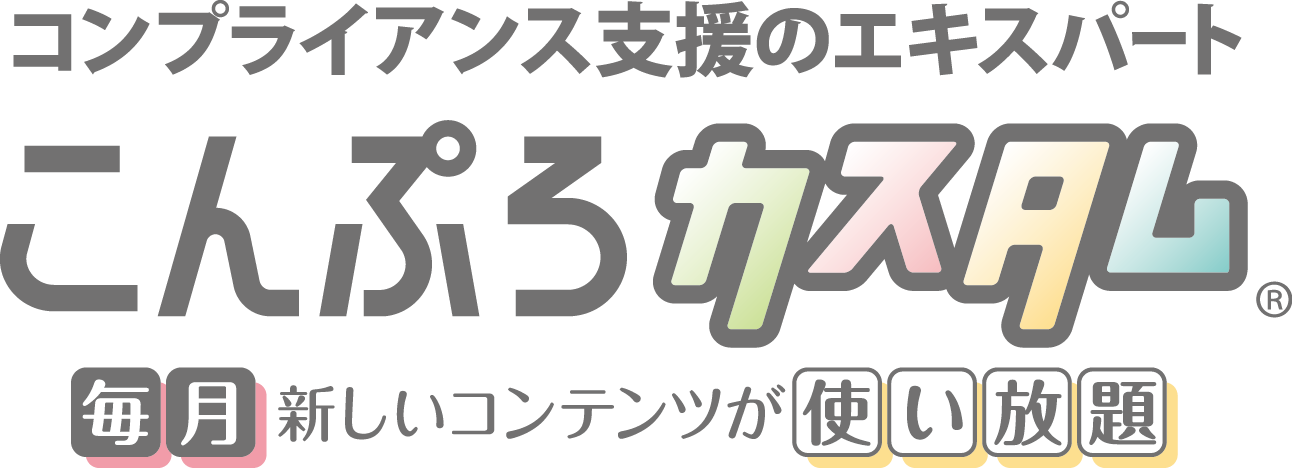 コンプライアンス支援のエキスパート
こんぷろカスタム®
毎月新しいコンテンツが使い放題